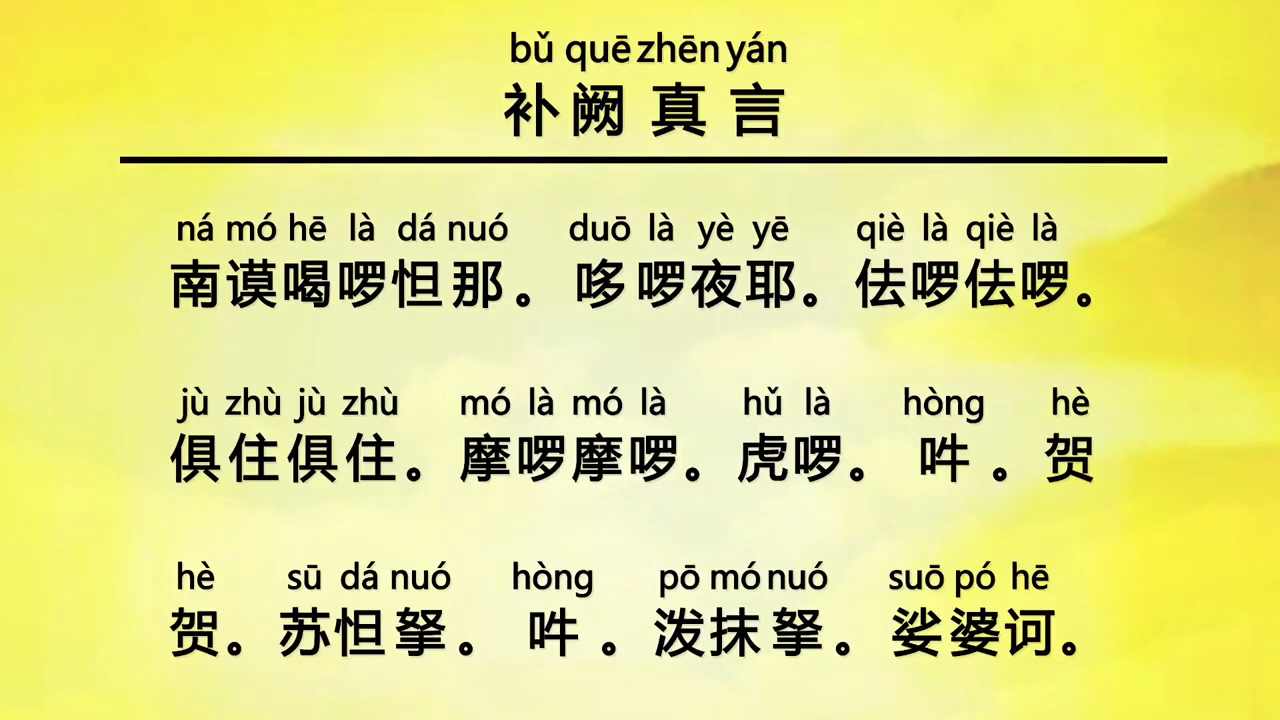 bǔ quē zhēn yán
补阙真言
ná mó hē là dá nuó duō là yè yē qiè là qiè là
南谟喝啰怛那。哆啰夜耶。佉啰佉啰。
jù zhù jù zhù mó là mó là hǔ là hòng hè
俱住俱住。摩啰摩啰。虎啰。吽。贺
hè sū dá nuó hòng pō mó nuó suō pó hē
贺。苏怛拏。吽。泼抹拏。娑婆诃。